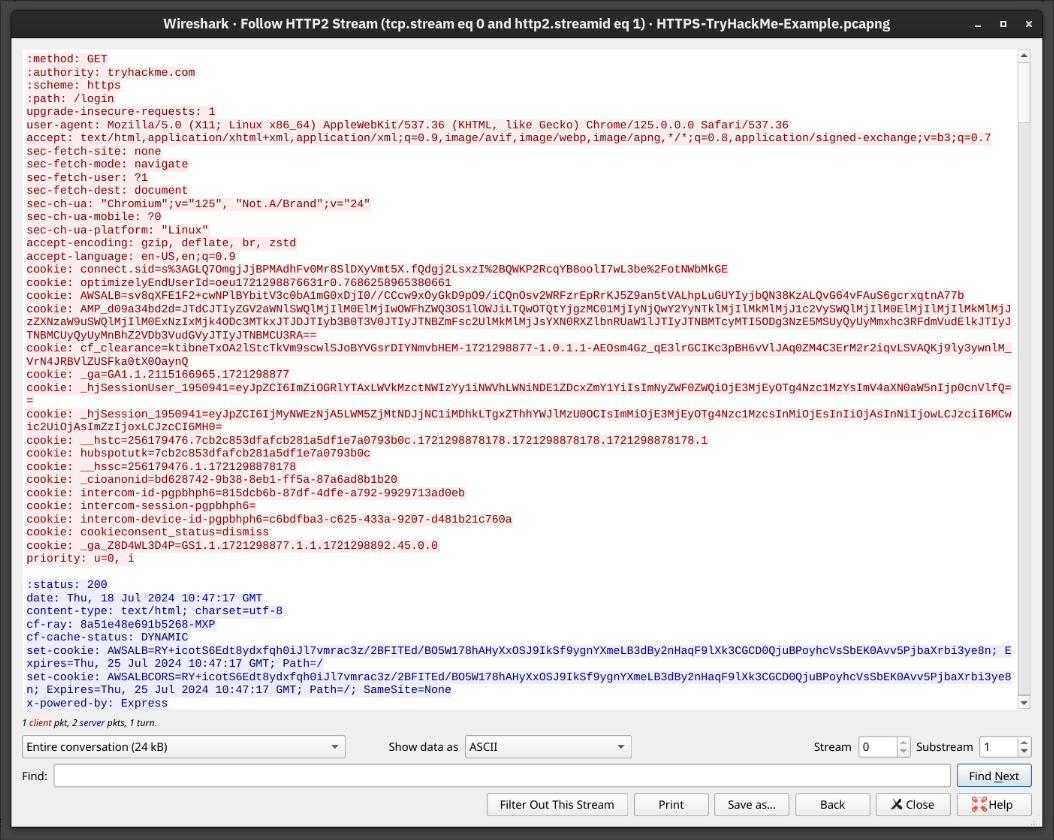 Wireshark · Follow HTTP2 Stream (tcp.stream eq 0 and http2.streamid eq 1) · HTTPS-TryHackMe-Example.pcapng
:method: GET
:authority: tryhackme.com
:scheme: https
:path: /login
upgrade-insecure-requests: 1
user-agent: Mozilla/5.0 (X11; Linux x86_64) AppleWebKit/537.36 (KHTML, like Gecko) Chrome/125.0.0.0 Safari/537.36
accept: text/html,application/xhtml+xml,application/xml;q=0.9,image/avif,image/webp,image/apng,*/*;q=0.8,application/signed-exchange;v=b3;q=0.7
sec-fetch-site: none
sec-fetch-mode: navigate
sec-fetch-user: ?1
sec-fetch-dest: document
sec-ch-ua: "Chromium";v="125", "Not.A/Brand";v="24"
sec-ch-ua-mobile: ?0
sec-ch-ua-platform: "Linux"
accept-encoding: gzip, deflate, br, zstd
accept-language: en-US,en;q=0.9
cookie: connect.sid=s%3AGLQ7OmgjJjBPMAdhFv0Mr8SlDXyVmt5X.fQdgj2LsxzI%2BQWKP2RcqYB8oolI7wL3be%2FotNWbMkGE
cookie: optimizelyEndUserId=oeu1721298876631r0.7686258965380661
cookie: AWSALB=sv8qXFE1F2+cwNPlBYbitV3c0bA1mG0xDjI0//CCcw9xOyGkD9pO9/iCQnOsv2WRFzrEpRrKJ5Z9an5tVALhpLuGUYIyjbQN38KzALQvG64vFAuS6gcrxqtnA77b
cookie: AMP_d09a34bd2d=JTdCJTIyZGV2aWNlSWQlMjIlM0ElMjIwOWFhZWQ3OS1lOWJiLTQwOTQtYjgzMC01MjIyNjQwY2YyNTklMjIlMkMlMjJ1c2VySWQlMjIlM0ElMjIlMjIlMkMlMjJ
zZXNzaW9uSWQlMjIlM0ExNzIxMjk4ODc3MTkxJTJDJTIyb3B0T3V0JTIyJTNBZmFsc2UlMkMlMjJsYXN0RXZlbnRUaW1lJTIyJTNBMTcyMTI5ODg3NzE5MSUyQyUyMmxhc3RFdmVudElkJTIyJ
TNBMCUyQyUyMnBhZ2VDb3VudGVyJTIyJTNBMCU3RA==
cookie: cf_clearance=ktibneTxOA2lStcTkVm9scwlSJoBYVGsrDIYNmvbHEM-1721298877-1.0.1.1-AEOsm4Gz_qE3lrGCIKc3pBH6vVlJAq0ZM4C3ErM2r2iqvLSVAQKj9ly3ywnlM_
VrN4JRBVlZUSFka0tX0OaynQ
cookie: _ga=GA1.1.2115166965.1721298877
cookie: _hjSessionUser_1950941=eyJpZCI6ImZiOGRlYTAxLWVkMzctNWIzYy1iNWVhLWNiNDE1ZDcxZmY1YiIsImNyZWF0ZWQiOjE3MjEyOTg4Nzc1MzYsImV4aXN0aW5nIjp0cnVlfQ=
=
cookie: _hjSession_1950941=eyJpZCI6IjMyNWEzNjA5LWM5ZjMtNDJjNC1iMDhkLTgxZThhYWJlMzU0OCIsImMiOjE3MjEyOTg4Nzc1MzcsInMiOjEsInIiOjAsInNiIjowLCJzciI6MCw
ic2UiOjAsImZzIjoxLCJzcCI6MH0=
cookie: __hstc=256179476.7cb2c853dfafcb281a5df1e7a0793b0c.1721298878178.1721298878178.1721298878178.1
cookie: hubspotutk=7cb2c853dfafcb281a5df1e7a0793b0c
cookie: __hssc=256179476.1.1721298878178
cookie: _cioanonid=bd628742-9b38-8eb1-ff5a-87a6ad8b1b20
cookie: intercom-id-pgpbhph6=815dcb6b-87df-4dfe-a792-9929713ad0eb
cookie: intercom-session-pgpbhph6=
cookie: intercom-device-id-pgpbhph6=c6bdfba3-c625-433a-9207-d481b21c760a
cookie: cookieconsent_status=dismiss
cookie: _ga_Z8D4WL3D4P=GS1.1.1721298877.1.1.1721298892.45.0.0
priority: u=0, i
:status: 200
date: Thu, 18 Jul 2024 10:47:17 GMT
content-type: text/html; charset=utf-8
cf-ray: 8a51e48e691b5268-MXP
cf-cache-status: DYNAMIC
set-cookie: AWSALB=RY+icotS6Edt8ydxfqh0iJl7vmrac3z/2BFITEd/BO5W178hAHyXxOSJ9IkSf9ygnYXmeLB3dBy2nHaqF9lXk3CGCD0QjuBPoyhcVsSbEK0Avv5PjbaXrbi3ye8n; E
xpires=Thu, 25 Jul 2024 10:47:17 GMT; Path=/
set-cookie: AWSALBCORS=RY+icotS6Edt8ydxfqh0iJl7vmrac3z/2BFITEd/BO5W178hAHyXxOSJ9IkSf9ygnYXmeLB3dBy2nHaqF9lXk3CGCD0QjuBPoyhcVsSbEK0Avv5PjbaXrbi3ye8
n; Expires=Thu, 25 Jul 2024 10:47:17 GMT; Path=/; SameSite=None
x-powered-by: Express
1 client pkt, 2 server pkts, 1 turn.
Entire conversation (24 kB) Show data as ASCII Stream 0 Substream 1
Find: Find Next
Filter Out This Stream Print Save as... Back Close Help